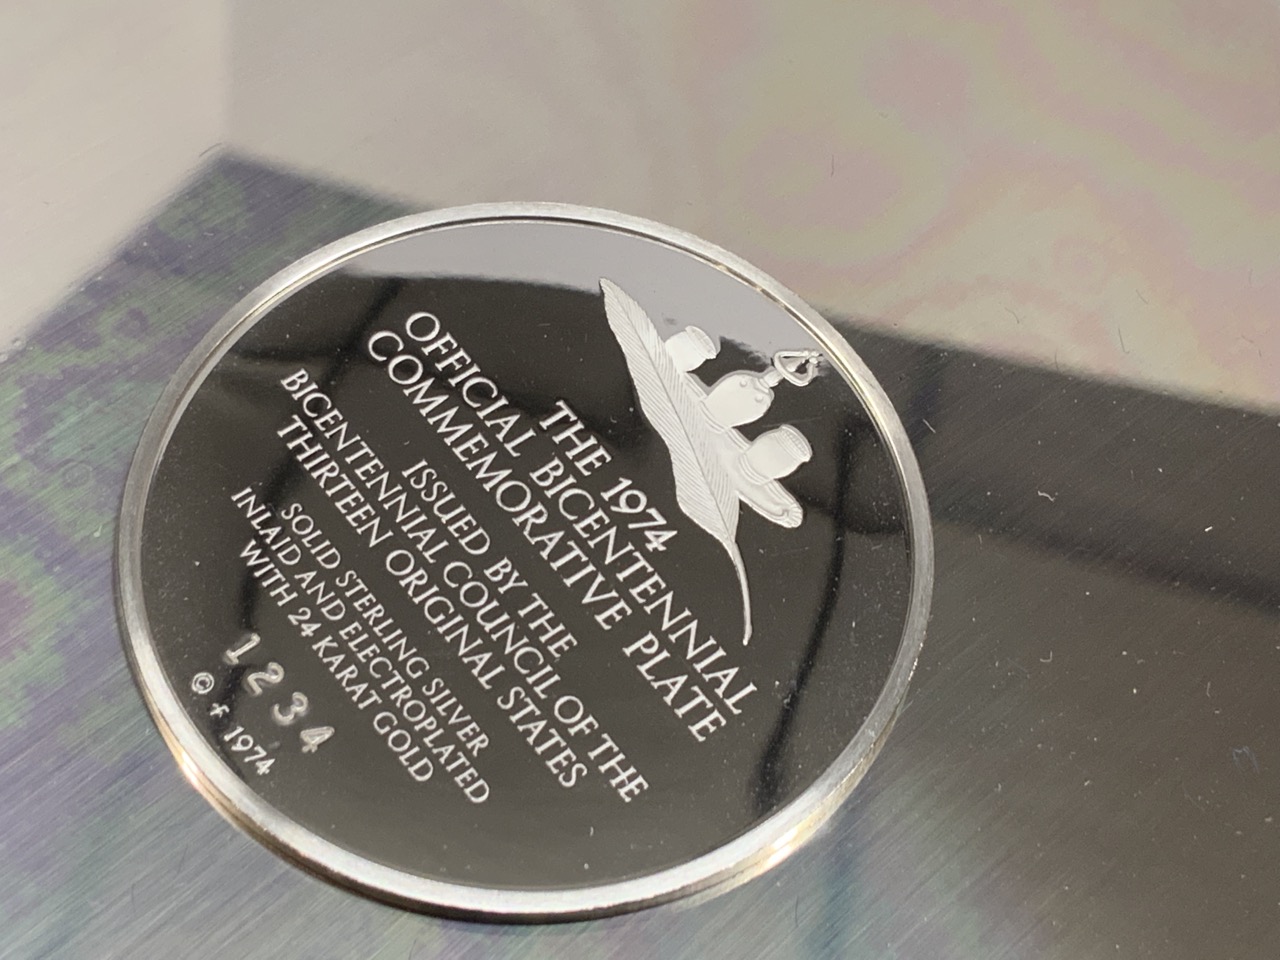 THE 1974
OFFICIAL BICENTENNIAL
COMMEMORATIVE PLATE
ISSUED BY THE
BICENTENNIAL COUNCIL OF THE
THIRTEEN ORIGINAL STATES
SOLID STERLING SILVER
INLAID AND ELECTROPLATED
WITH 24 KARAT GOLD
1234
© f 1974